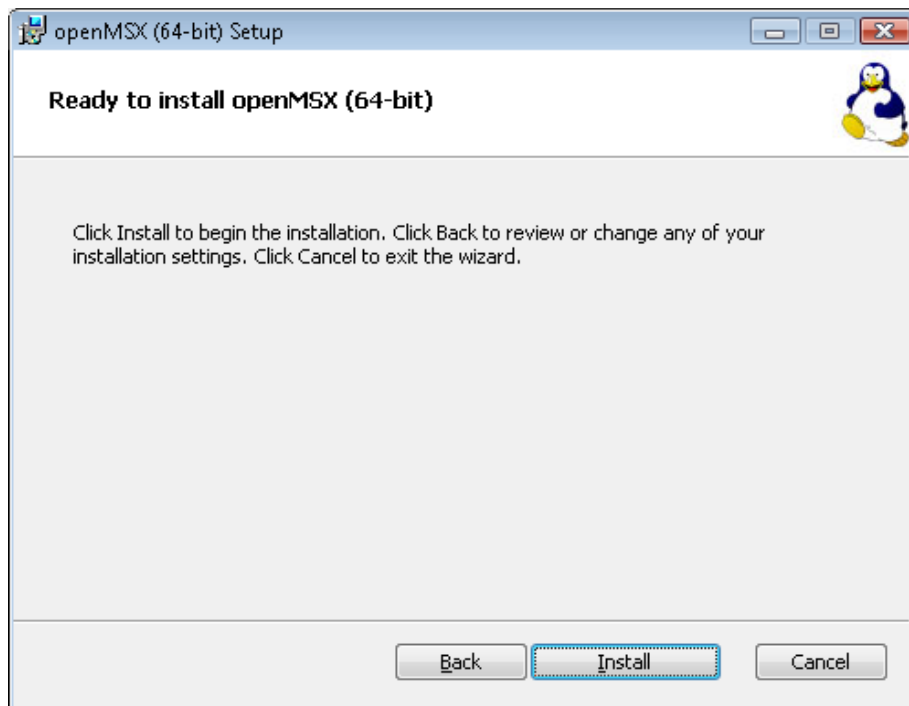 openMSX (64-bit) Setup
Ready to install openMSX (64-bit)
Click Install to begin the installation. Click Back to review or change any of your
installation settings. Click Cancel to exit the wizard.
Back Install Cancel